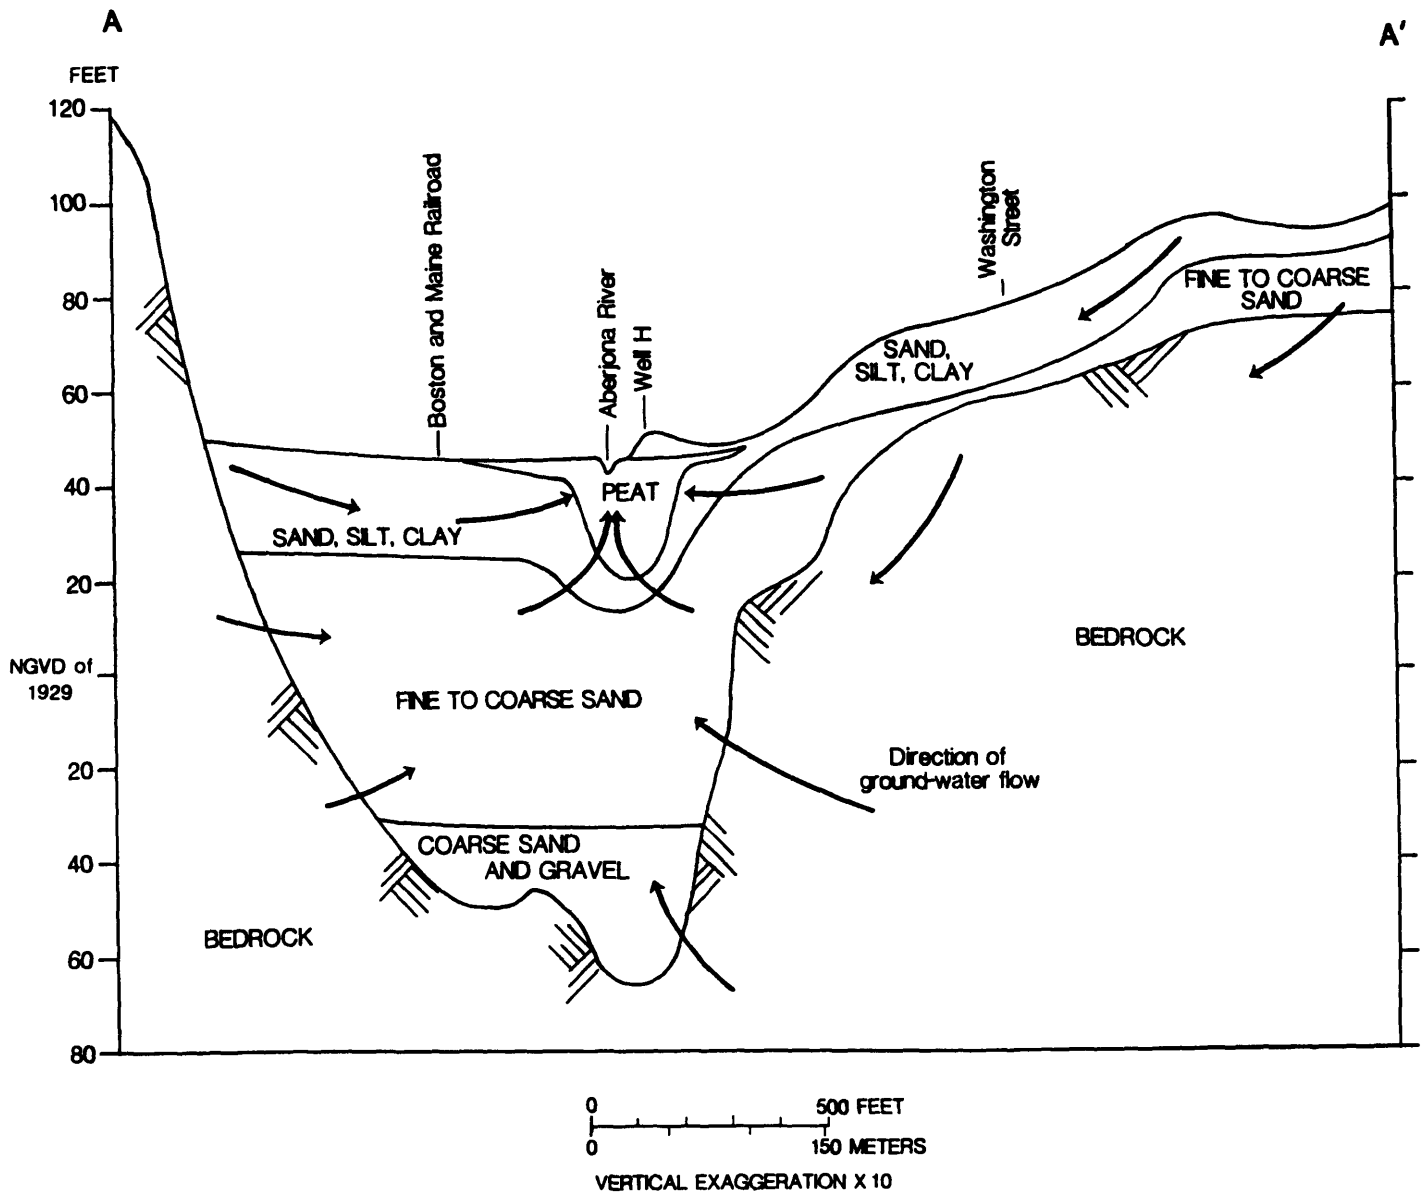 A
A'
FEET
120
100
80
60
40
20
NGVD of
1929
20
40
60
80
Boston and Maine Railroad
Aberjona River
Well H
Washington
Street
FINE TO COARSE
SAND
SAND,
SILT, CLAY
PEAT
SAND, SILT, CLAY
BEDROCK
FINE TO COARSE SAND
Direction of
ground-water flow
COARSE SAND
AND GRAVEL
BEDROCK
0 500 FEET
0 150 METERS
VERTICAL EXAGGERATION X 10